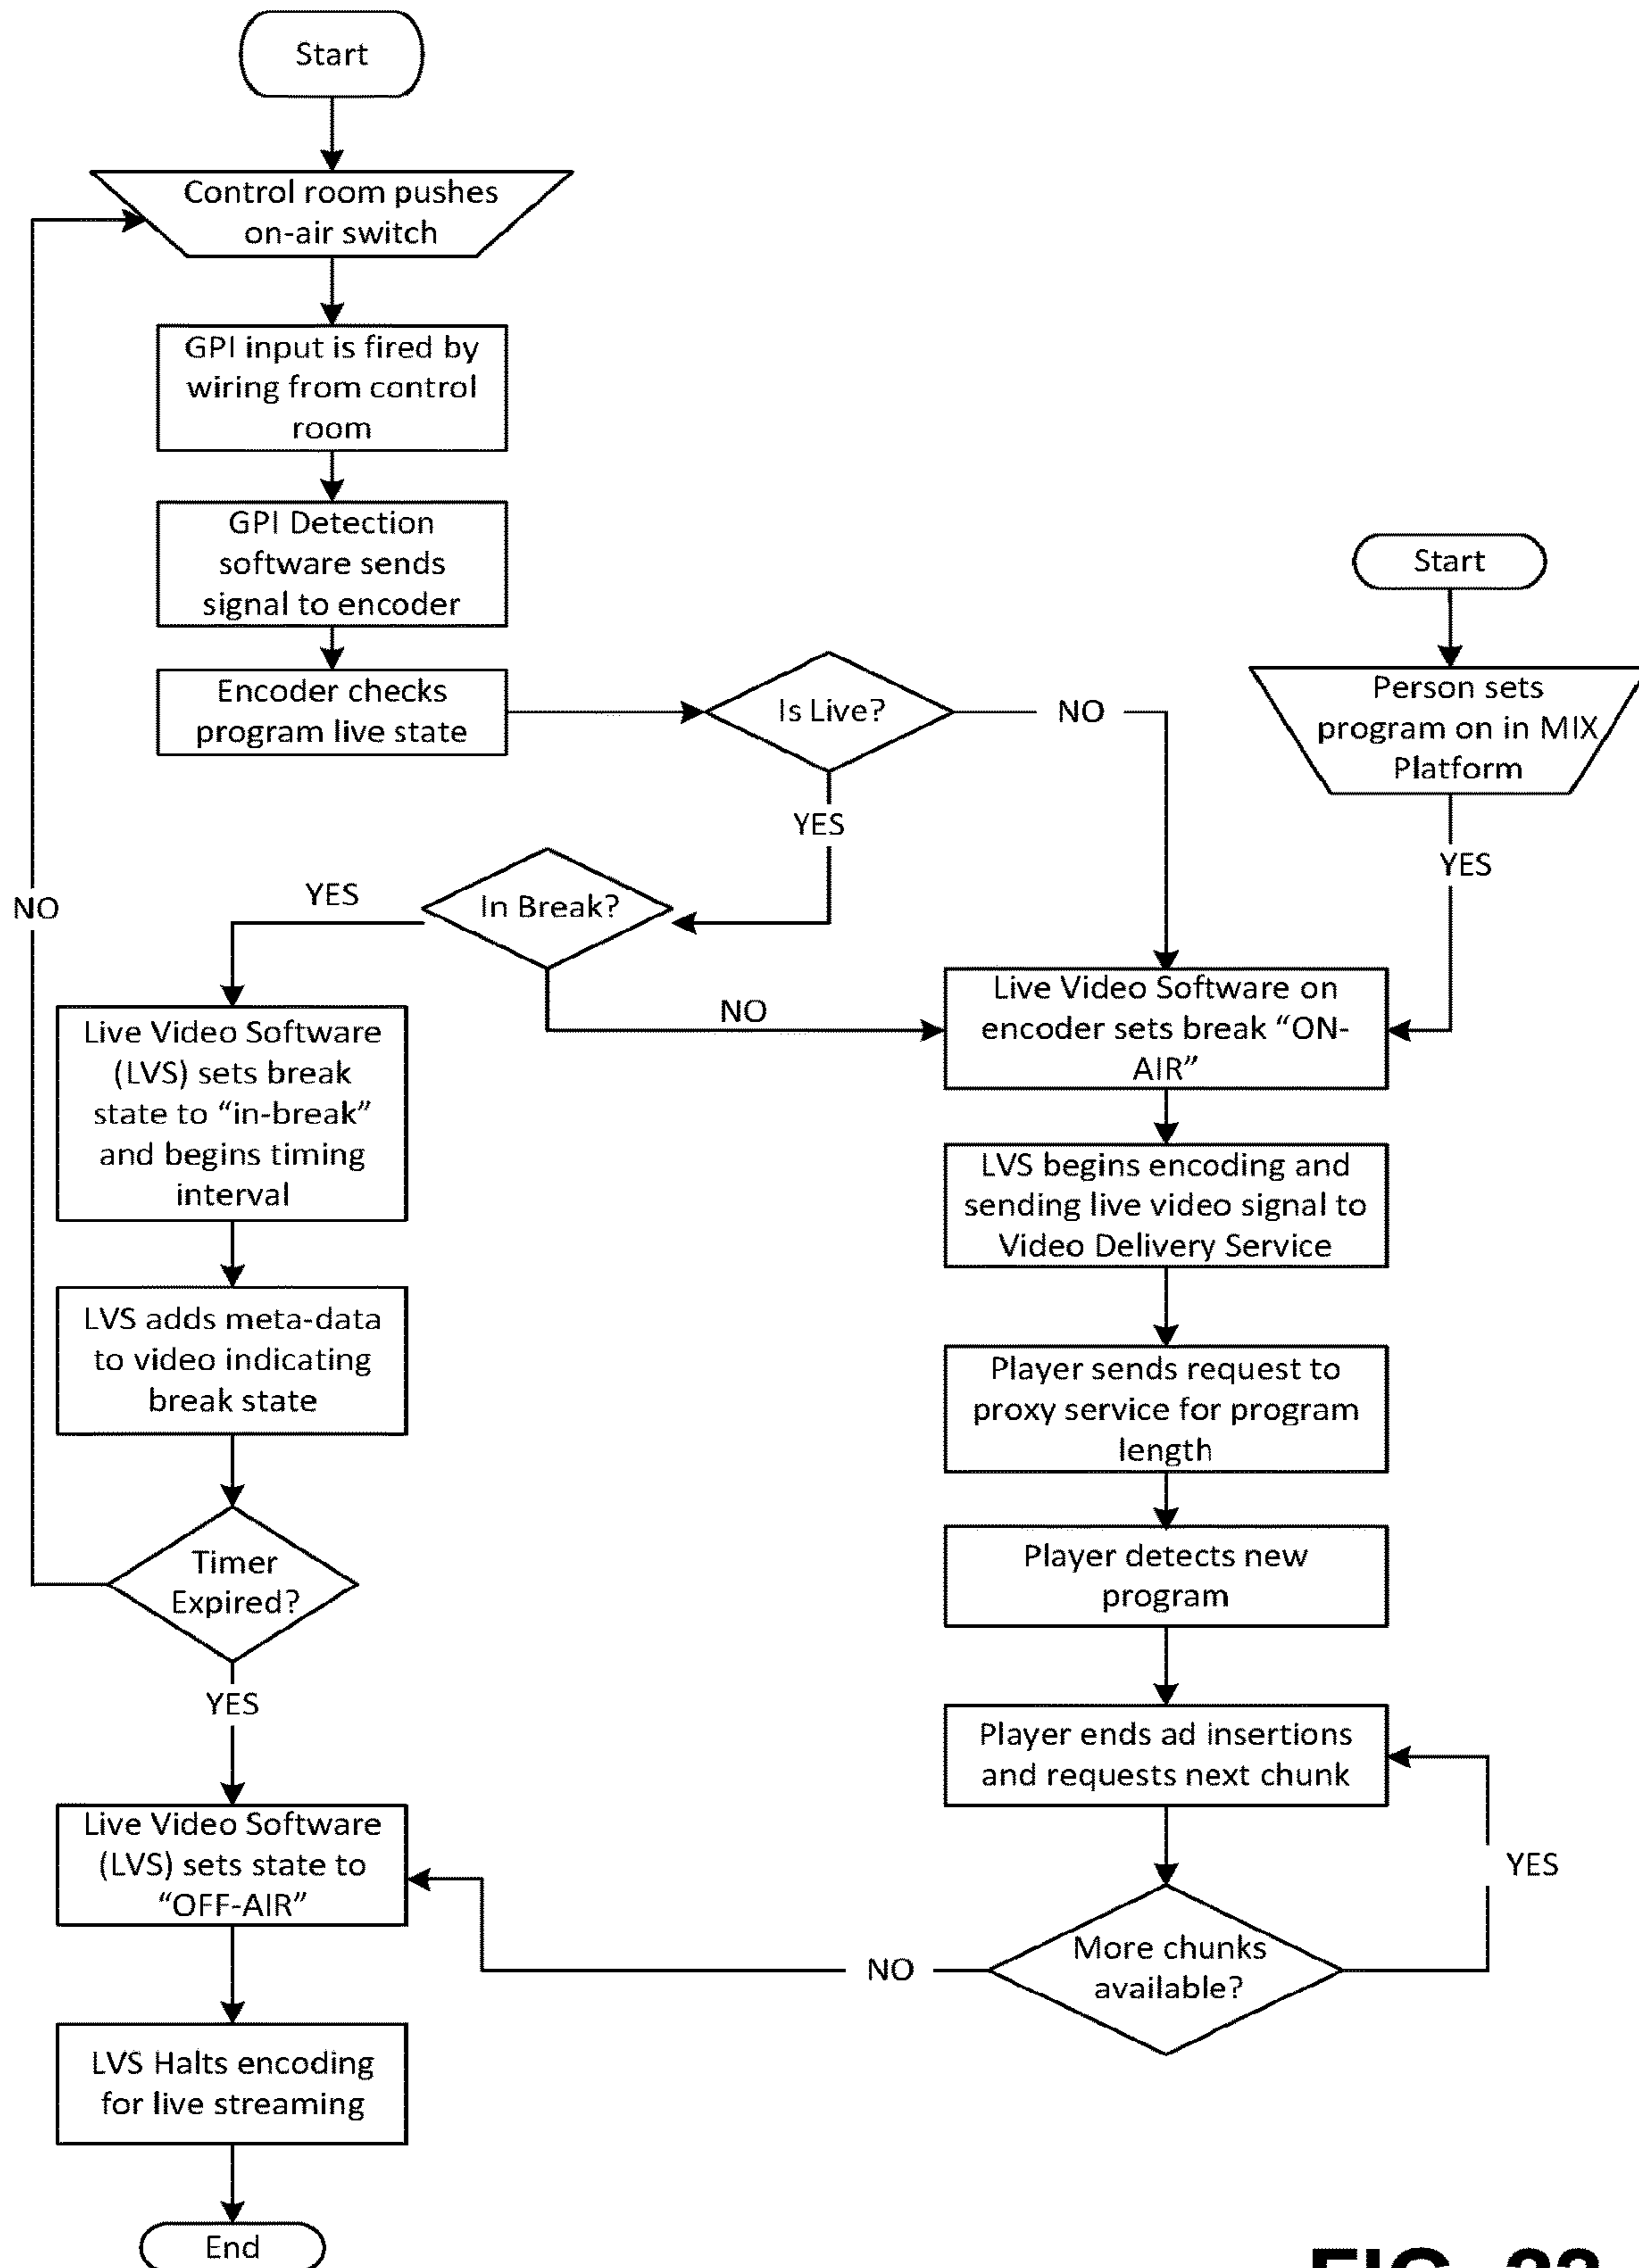 Start
Control room pushes
on-air switch
GPI input is fired by
wiring from control
room
GPI Detection
software sends
signal to encoder
Start
Encoder checks
program live state
Is Live?
NO
Person sets
program on in MIX
Platform
YES
YES
NO
YES
In Break?
NO
Live Video Software on
encoder sets break “ON-
AIR”
Live Video Software
(LVS) sets break
state to “in-break”
and begins timing
interval
LVS begins encoding and
sending live video signal to
Video Delivery Service
LVS adds meta-data
to video indicating
break state
Player sends request to
proxy service for program
length
Timer
Expired?
Player detects new
program
YES
Player ends ad insertions
and requests next chunk
Live Video Software
(LVS) sets state to
“OFF-AIR”
YES
More chunks
available?
NO
LVS Halts encoding
for live streaming
End